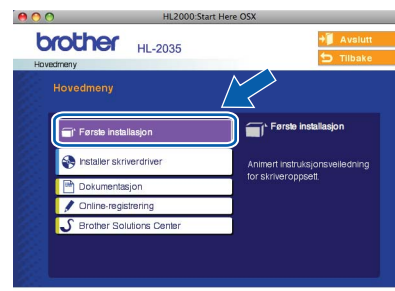 HL2000:Start Here OSX
brother HL-2035
Avslutt
Tilbake
Hovedmeny
Hovedmeny
Første installasjon
Installer skriverdriver
Dokumentasjon
Online-registrering
Brother Solutions Center
Første installasjon
Animert instruksjonsveiledning
for skriveroppsett.